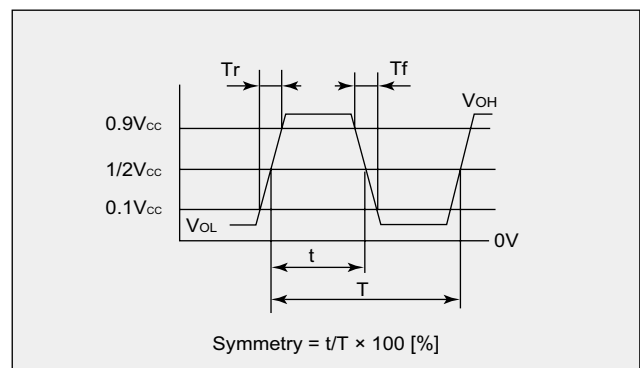 Tr
Tf
VOH
0.9Vcc
1/2Vcc
0.1Vcc
VOL
0V
t
T
Symmetry = t/T × 100 [%]